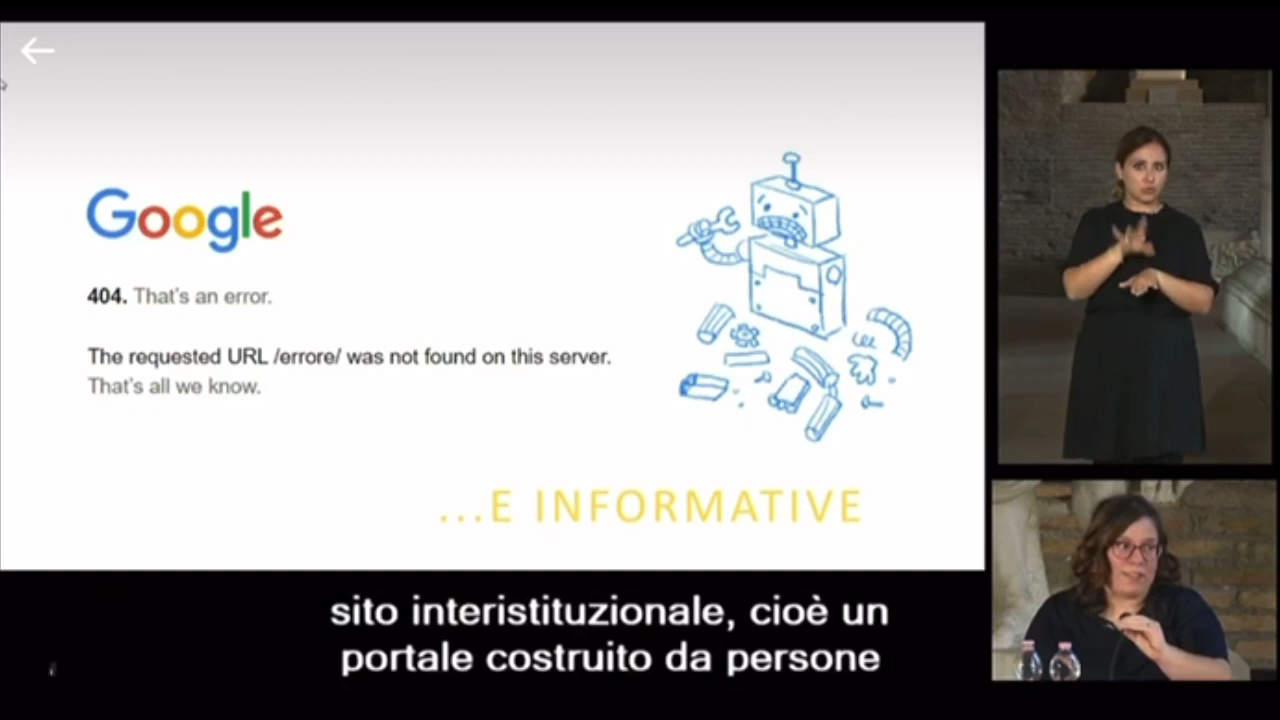 Google
404. That's an error.
The requested URL /errore/ was not found on this server.
That's all we know.
...E INFORMATIVE
sito interistituzionale, cioè un
portale costruito da persone